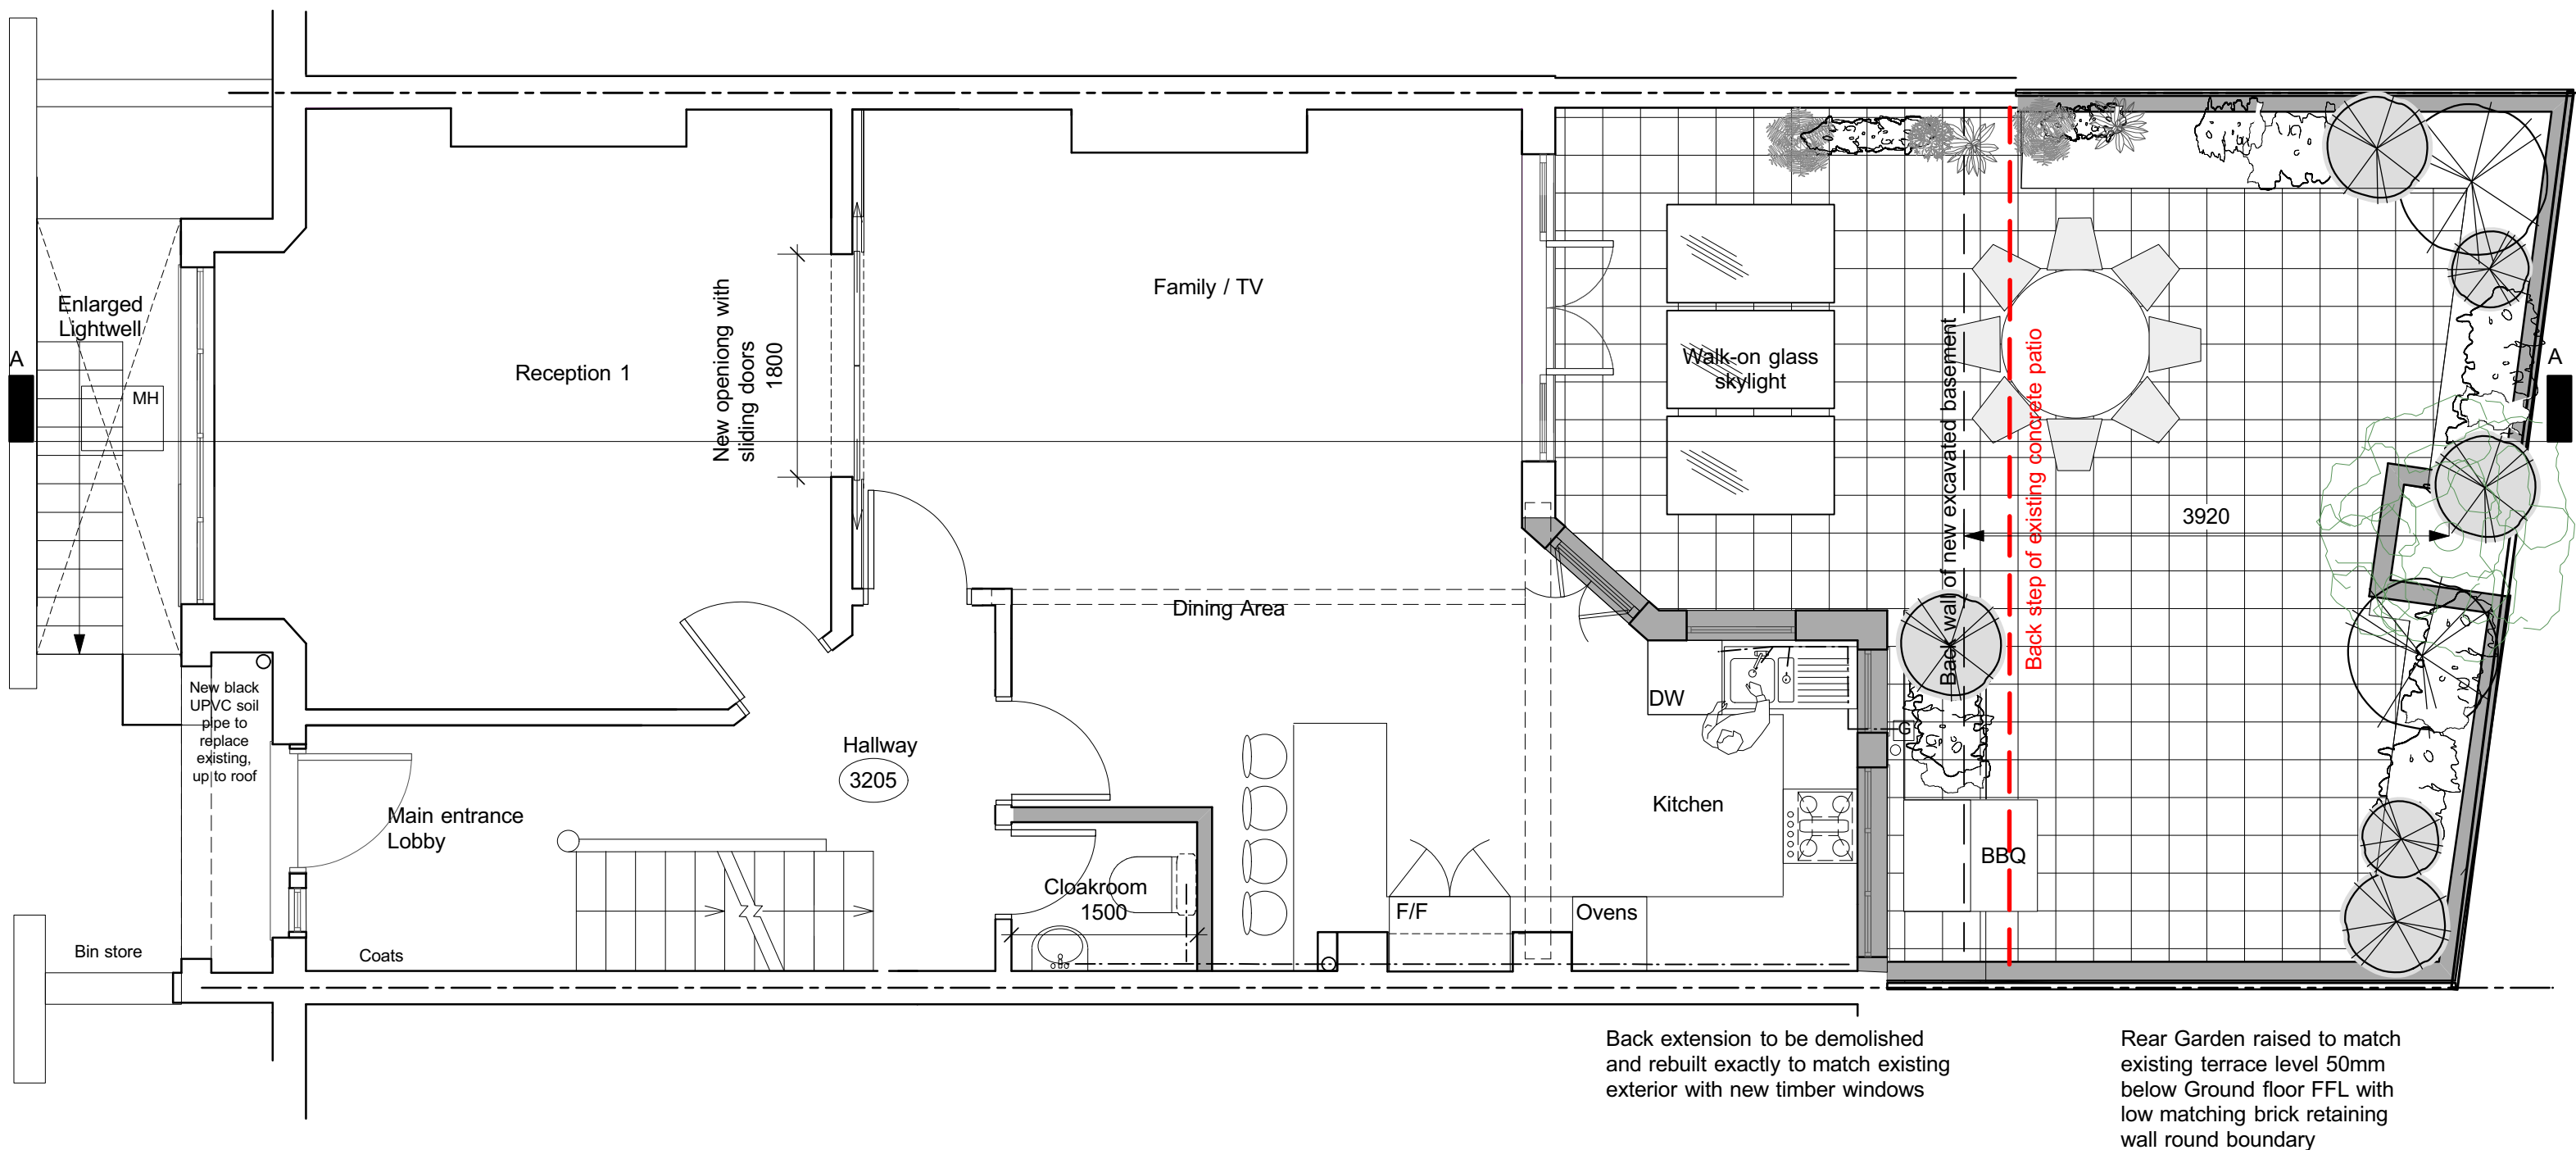 Enlarged
Lightwell
A
MH
New black
UPVC soil
pipe to
replace
existing,
up to roof
Bin store
Main entrance
Lobby
Coats
Reception 1
New openiong with
sliding doors
1800
Hallway
3205
Cloakroom
1500
Family / TV
Dining Area
Kitchen
DW
F/F
Ovens
G
BBQ
Walk-on glass
skylight
Back wall of new excavated basement
Back step of existing concrete patio
3920
A
Back extension to be demolished
and rebuilt exactly to match existing
exterior with new timber windows
Rear Garden raised to match
existing terrace level 50mm
below Ground floor FFL with
low matching brick retaining
wall round boundary